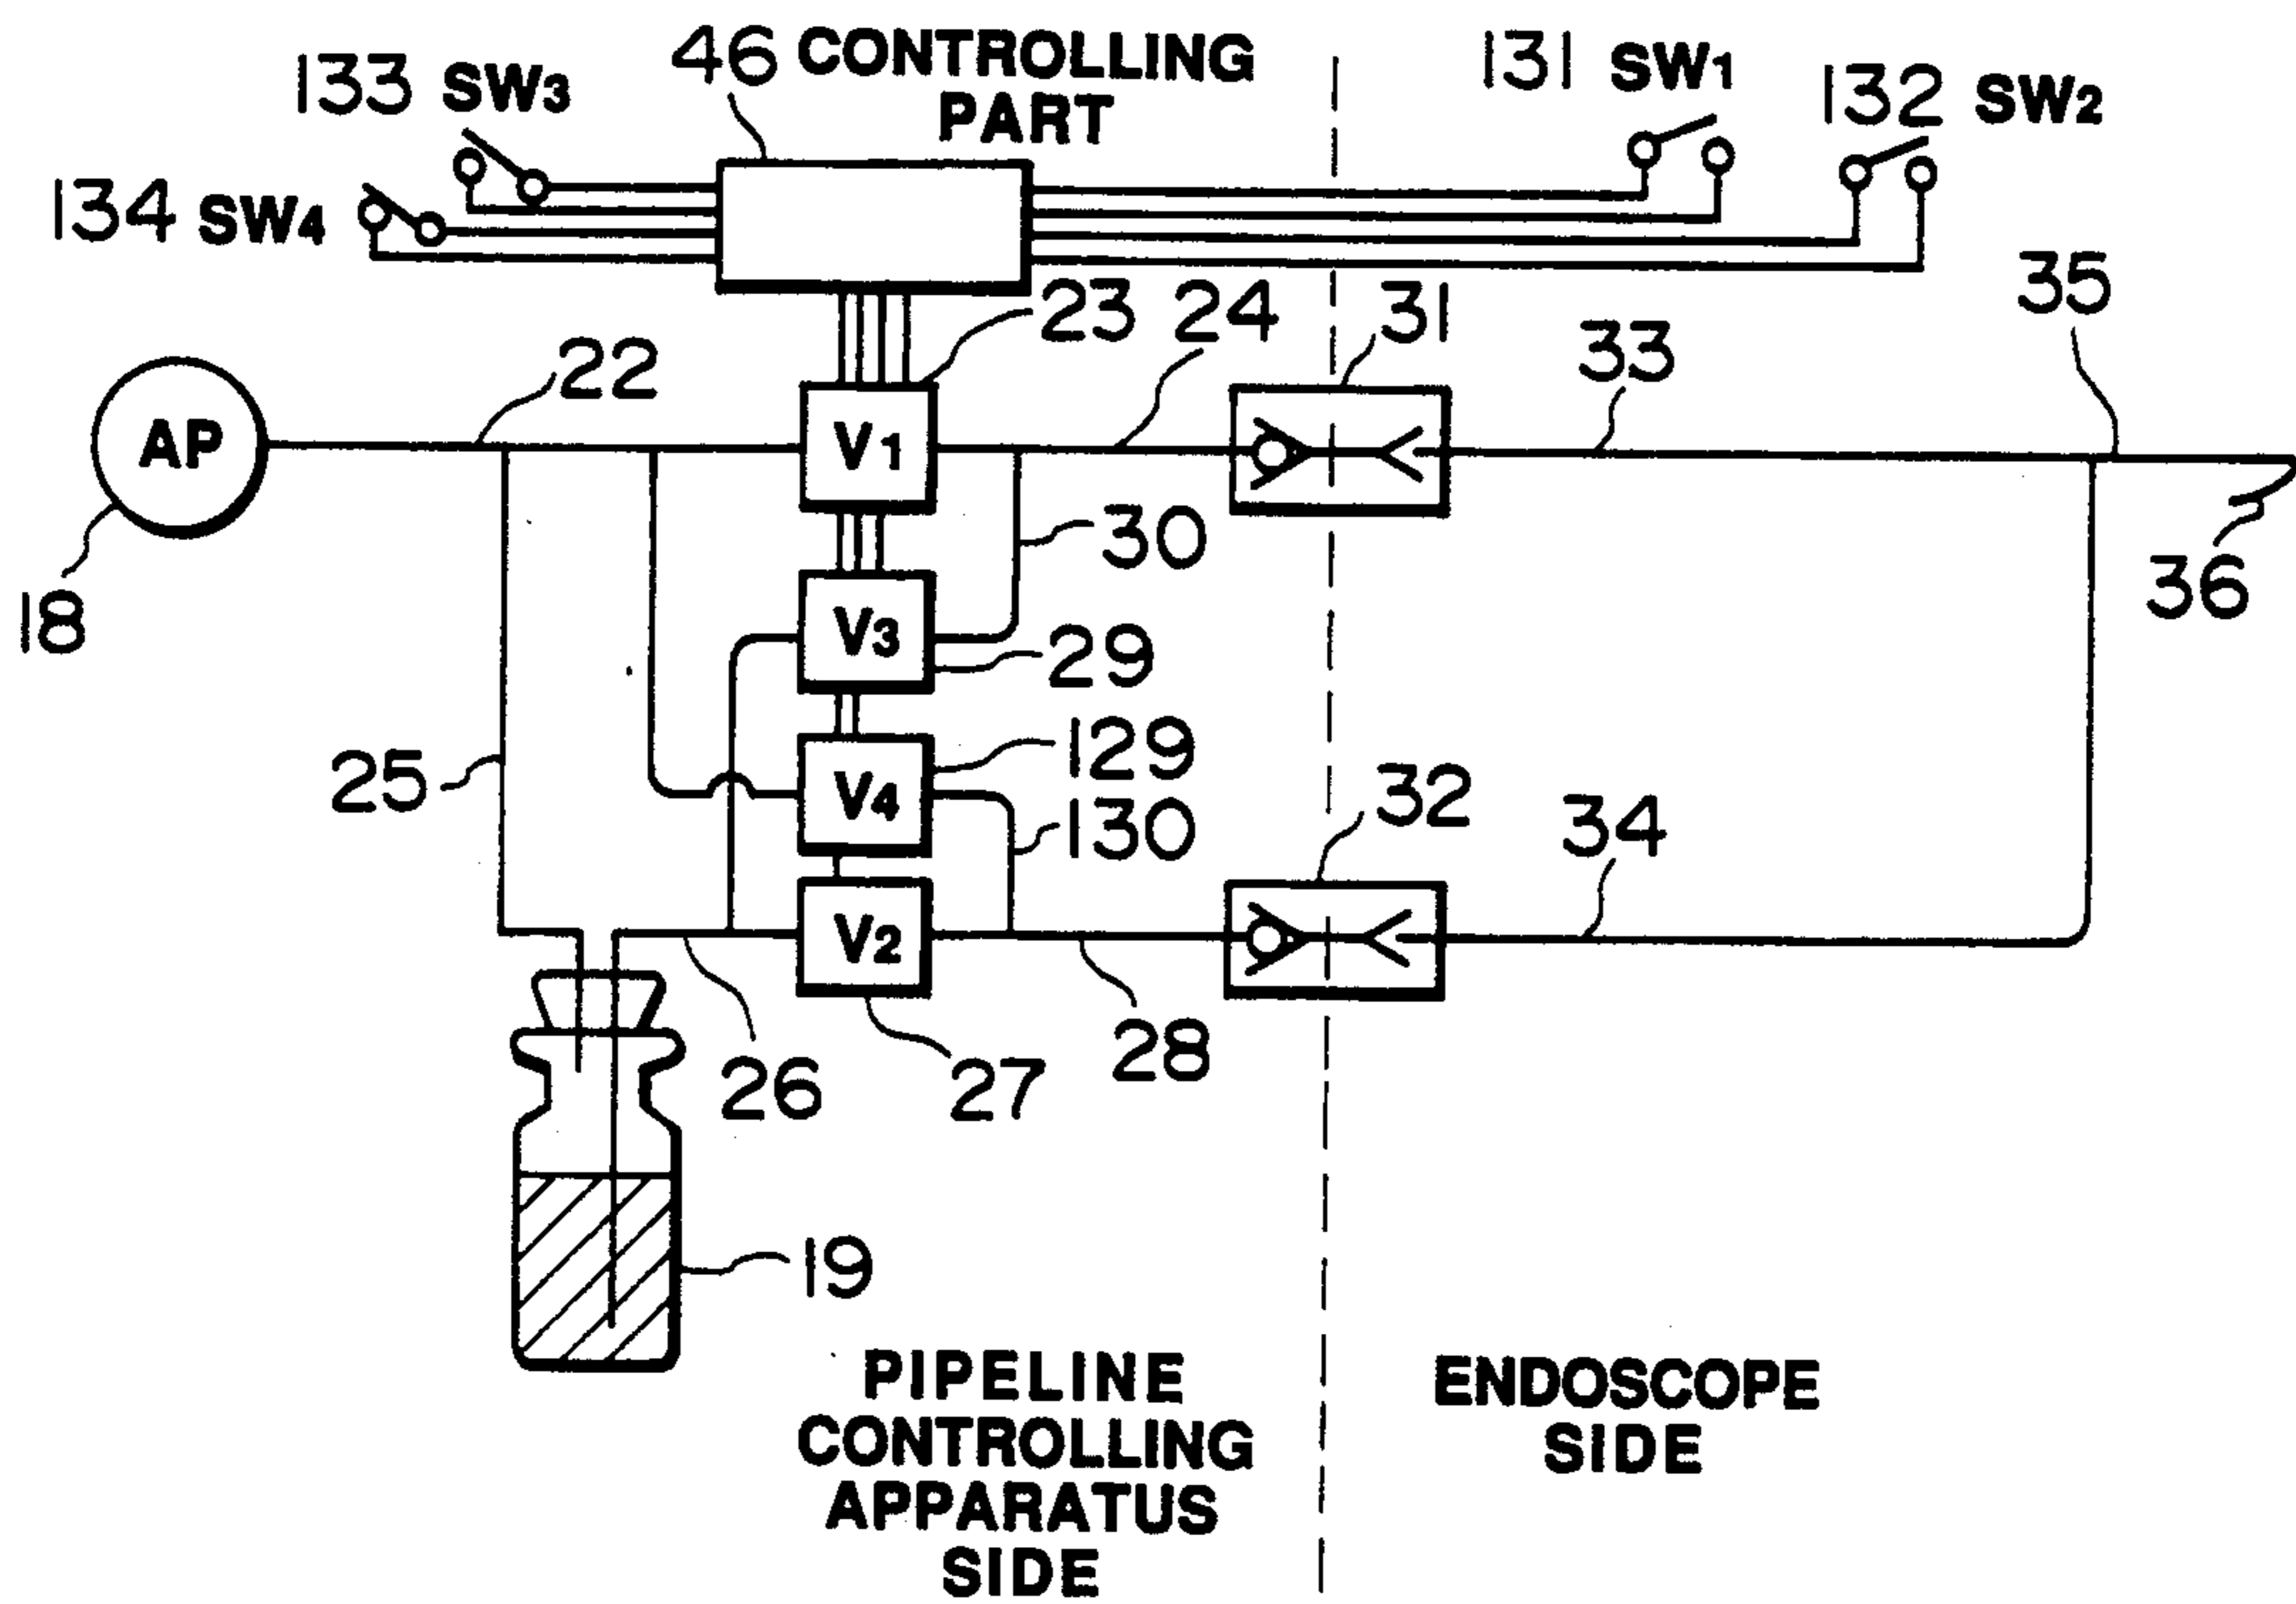 46 CONTROLLING
PART
133 SW3
131 SW1
132 SW2
134 SW4
23
24
31
35
33
22
AP
V1
30
36
18
V3
29
25
129
V4
130
32
34
V2
26
27
28
19
PIPELINE
CONTROLLING
APPARATUS
SIDE
ENDOSCOPE
SIDE